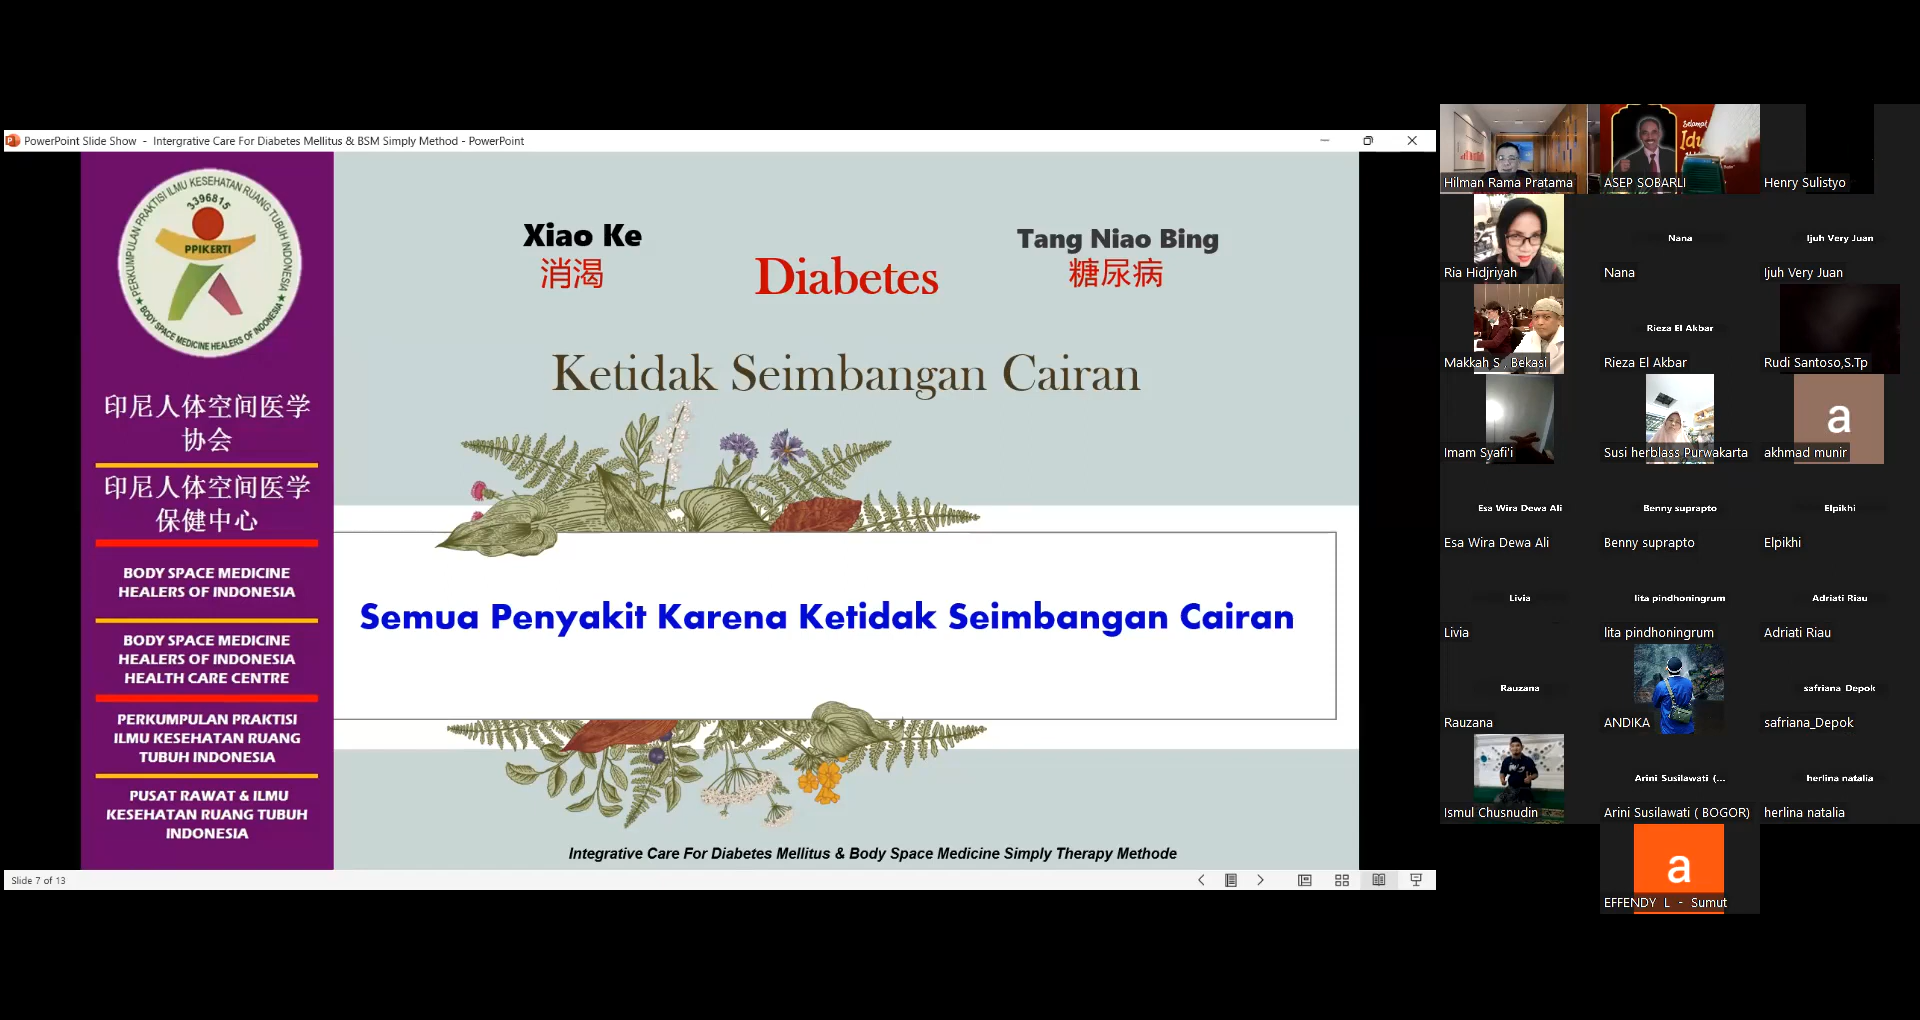 PowerPoint Slide Show - Intergrative Care For Diabetes Mellitus & BSM Simply Method - PowerPoint
PERKUMPULAN PRAKTISI ILMU KESEHATAN RUANG TUBUH INDONESIA
3396815
PPIKERTI
★ BODY SPACE MEDICINE HEALERS OF INDONESIA ★
印尼人体空间医学
协会
印尼人体空间医学
保健中心
BODY SPACE MEDICINE
HEALERS OF INDONESIA
BODY SPACE MEDICINE
HEALERS OF INDONESIA
HEALTH CARE CENTRE
PERKUMPULAN PRAKTISI
ILMU KESEHATAN RUANG
TUBUH INDONESIA
PUSAT RAWAT & ILMU
KESEHATAN RUANG TUBUH
INDONESIA
Xiao Ke
消渴
Diabetes
Tang Niao Bing
糖尿病
Ketidak Seimbangan Cairan
Semua Penyakit Karena Ketidak Seimbangan Cairan
Integrative Care For Diabetes Mellitus & Body Space Medicine Simply Therapy Methode
Slide 7 of 13
Hilman Rama Pratama
Selamat
ASEP SOBARLI
Henry Sulistyo
Ria Hidjriyah
Nana
Nana
Ijuh Very Juan
Ijuh Very Juan
Makkah S , Bekasi
Rieza El Akbar
Rieza El Akbar
Rudi Santoso,S.Tp
Imam Syafi'i
Susi herblass Purwakarta
a
akhmad munir
Esa Wira Dewa Ali
Esa Wira Dewa Ali
Benny suprapto
Benny suprapto
Elpikhi
Elpikhi
Livia
Livia
lita pindhoningrum
lita pindhoningrum
Adriati Riau
Adriati Riau
Rauzana
Rauzana
ANDIKA
safriana_Depok
safriana_Depok
Ismul Chusnudin
Arini Susilawati (...
Arini Susilawati ( BOGOR)
herlina natalia
herlina natalia
a
EFFENDY L - Sumut